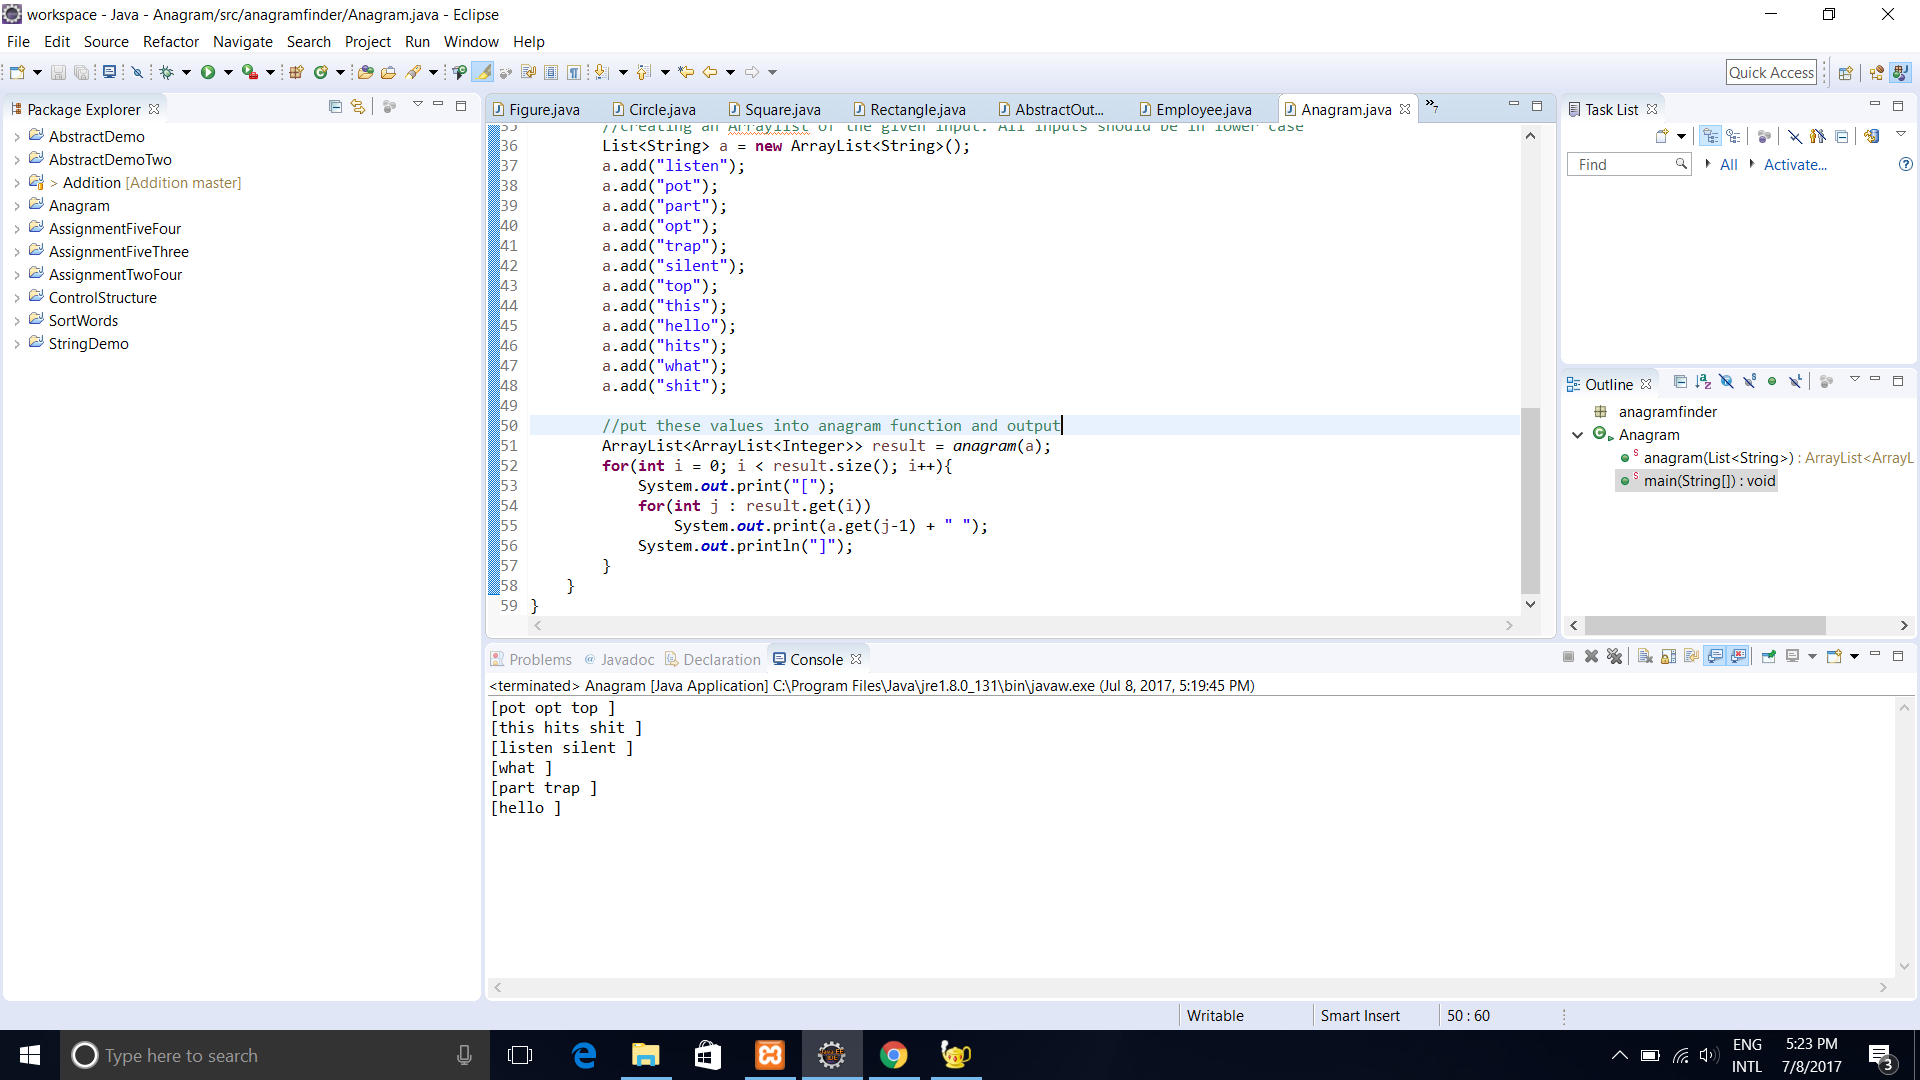 workspace - Java - Anagram/src/anagramfinder/Anagram.java - Eclipse
File Edit Source Refactor Navigate Search Project Run Window Help
Quick Access
Package Explorer
AbstractDemo
AbstractDemoTwo
> Addition [Addition master]
Anagram
AssignmentFiveFour
AssignmentFiveThree
AssignmentTwoFour
ControlStructure
SortWords
StringDemo
Figure.java Circle.java Square.java Rectangle.java AbstractOut... Employee.java Anagram.java »7
35 //creating an Arraylist of the given input. All inputs should be in lower case
36 List<String> a = new ArrayList<String>();
37 a.add("listen");
38 a.add("pot");
39 a.add("part");
40 a.add("opt");
41 a.add("trap");
42 a.add("silent");
43 a.add("top");
44 a.add("this");
45 a.add("hello");
46 a.add("hits");
47 a.add("what");
48 a.add("shit");
49
50 //put these values into anagram function and output
51 ArrayList<ArrayList<Integer>> result = anagram(a);
52 for(int i = 0; i < result.size(); i++){
53 System.out.print("[");
54 for(int j : result.get(i))
55 System.out.print(a.get(j-1) + " ");
56 System.out.println("]");
57 }
58 }
59 }
Task List
Find All Activate...
Outline
anagramfinder
Anagram
anagram(List<String>) : ArrayList<ArrayL
main(String[]) : void
Problems @ Javadoc Declaration Console
<terminated> Anagram [Java Application] C:\Program Files\Java\jre1.8.0_131\bin\javaw.exe (Jul 8, 2017, 5:19:45 PM)
[pot opt top ]
[this hits shit ]
[listen silent ]
[what ]
[part trap ]
[hello ]
Writable Smart Insert 50 : 60
Type here to search
ENG
INTL
5:23 PM
7/8/2017
3